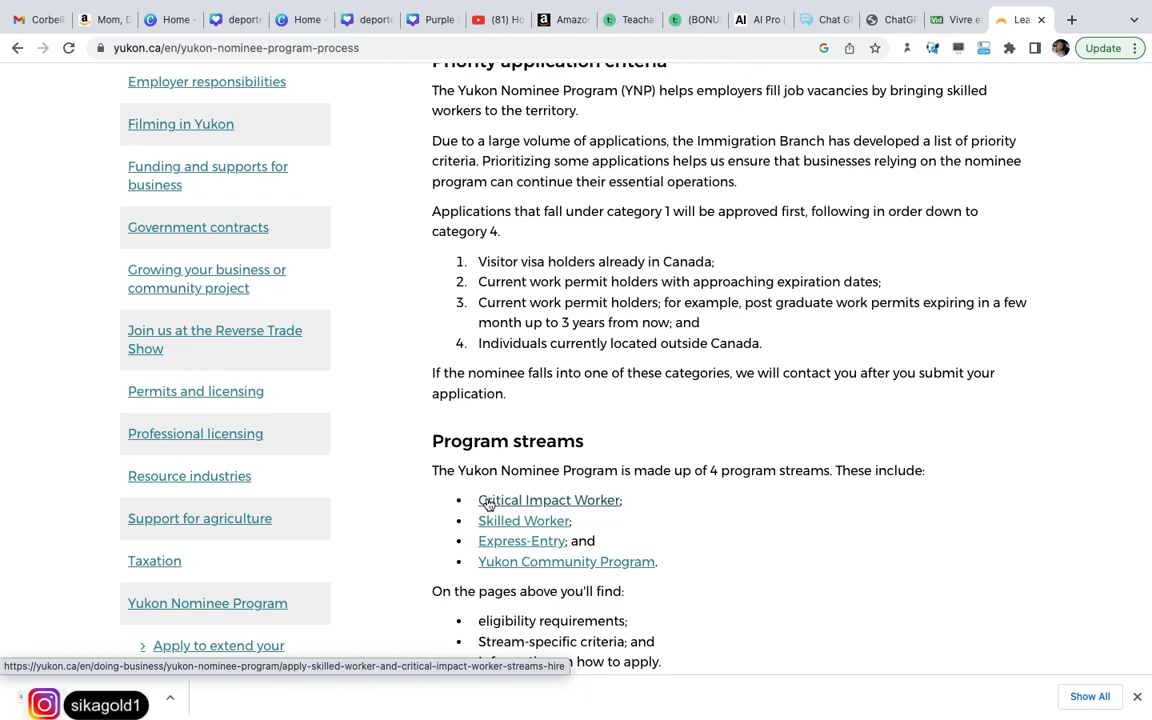 Corbeil
Mom, D
Home -
deporte
Home -
deporte
Purple
(81) Ho
Amazo
Teacha
(BONU
AI Pro
Chat G
ChatGF
Vivre e
Lea
yukon.ca/en/yukon-nominee-program-process
Update
Employer responsibilities
Filming in Yukon
Funding and supports for
business
Government contracts
Growing your business or
community project
Join us at the Reverse Trade
Show
Permits and licensing
Professional licensing
Resource industries
Support for agriculture
Taxation
Yukon Nominee Program
> Apply to extend your
Priority application criteria
The Yukon Nominee Program (YNP) helps employers fill job vacancies by bringing skilled
workers to the territory.
Due to a large volume of applications, the Immigration Branch has developed a list of priority
criteria. Prioritizing some applications helps us ensure that businesses relying on the nominee
program can continue their essential operations.
Applications that fall under category 1 will be approved first, following in order down to
category 4.
1. Visitor visa holders already in Canada;
2. Current work permit holders with approaching expiration dates;
3. Current work permit holders; for example, post graduate work permits expiring in a few
month up to 3 years from now; and
4. Individuals currently located outside Canada.
If the nominee falls into one of these categories, we will contact you after you submit your
application.
Program streams
The Yukon Nominee Program is made up of 4 program streams. These include:
• Critical Impact Worker;
• Skilled Worker;
• Express-Entry; and
• Yukon Community Program.
On the pages above you'll find:
• eligibility requirements;
• Stream-specific criteria; and
how to apply.
https://yukon.ca/en/doing-business/yukon-nominee-program/apply-skilled-worker-and-critical-impact-worker-streams-hire
sikagold1
Show All